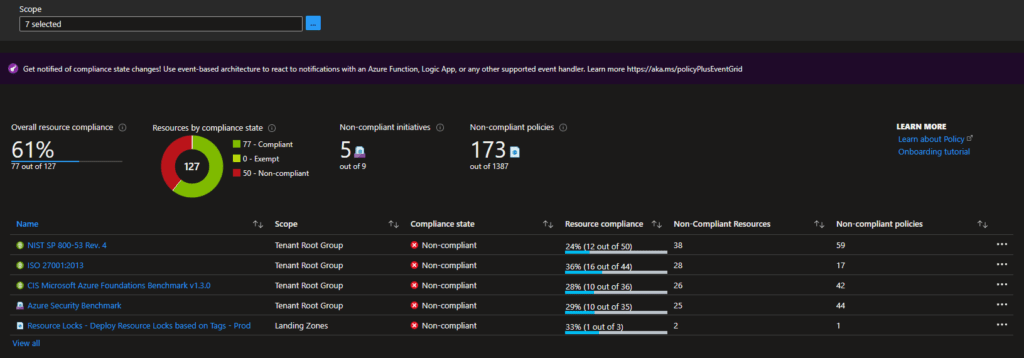 Scope
7 selected
...
Get notified of compliance state changes! Use event-based architecture to react to notifications with an Azure Function, Logic App, or any other supported event handler. Learn more https://aka.ms/policyPlusEventGrid
Overall resource compliance
61%
77 out of 127
Resources by compliance state
127
77 - Compliant
0 - Exempt
50 - Non-compliant
Non-compliant initiatives
5
out of 9
Non-compliant policies
173
out of 1387
LEARN MORE
Learn about Policy
Onboarding tutorial
Name Scope Compliance state Resource compliance Non-Compliant Resources Non-compliant policies
NIST SP 800-53 Rev. 4 Tenant Root Group Non-compliant 24% (12 out of 50) 38 59 ...
ISO 27001:2013 Tenant Root Group Non-compliant 36% (16 out of 44) 28 17 ...
CIS Microsoft Azure Foundations Benchmark v1.3.0 Tenant Root Group Non-compliant 28% (10 out of 36) 26 42 ...
Azure Security Benchmark Tenant Root Group Non-compliant 29% (10 out of 35) 25 44 ...
Resource Locks - Deploy Resource Locks based on Tags - Prod Landing Zones Non-compliant 33% (1 out of 3) 2 1 ...
View all